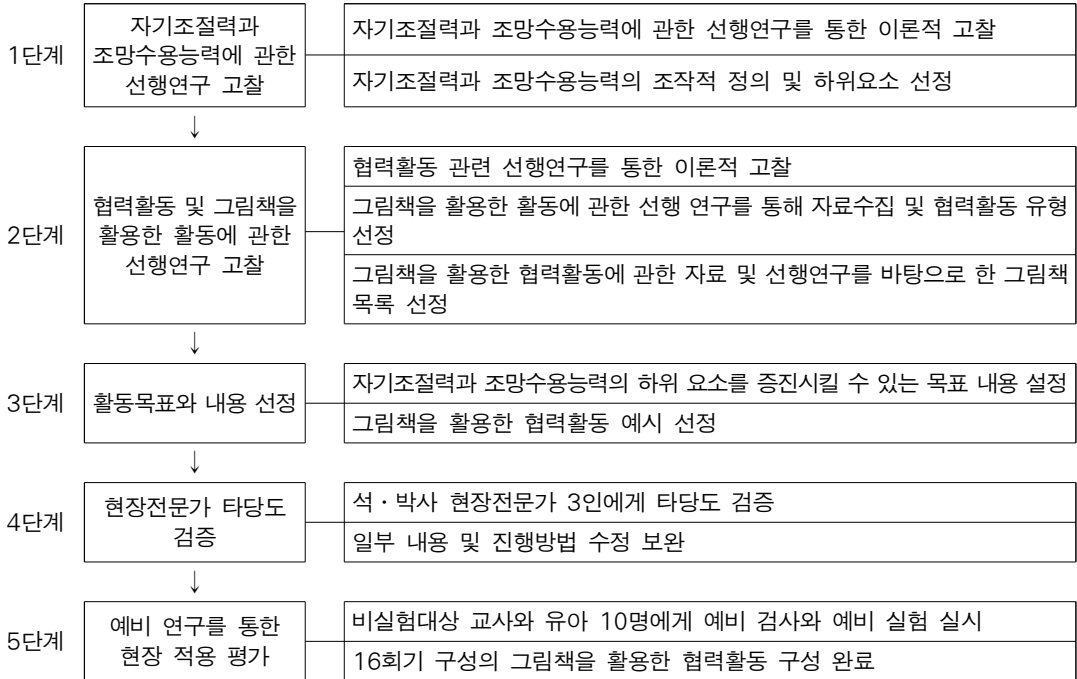 1단계
자기조절력과
조망수용능력에 관한
선행연구 고찰
자기조절력과 조망수용능력에 관한 선행연구를 통한 이론적 고찰
자기조절력과 조망수용능력의 조작적 정의 및 하위요소 선정
↓
2단계
협력활동 및 그림책을
활용한 활동에 관한
선행연구 고찰
협력활동 관련 선행연구를 통한 이론적 고찰
그림책을 활용한 활동에 관한 선행 연구를 통해 자료수집 및 협력활동 유형
선정
그림책을 활용한 협력활동에 관한 자료 및 선행연구를 바탕으로 한 그림책
목록 선정
↓
3단계
활동목표와 내용 선정
자기조절력과 조망수용능력의 하위 요소를 증진시킬 수 있는 목표 내용 설정
그림책을 활용한 협력활동 예시 선정
↓
4단계
현장전문가 타당도
검증
석・박사 현장전문가 3인에게 타당도 검증
일부 내용 및 진행방법 수정 보완
↓
5단계
예비 연구를 통한
현장 적용 평가
비실험대상 교사와 유아 10명에게 예비 검사와 예비 실험 실시
16회기 구성의 그림책을 활용한 협력활동 구성 완료